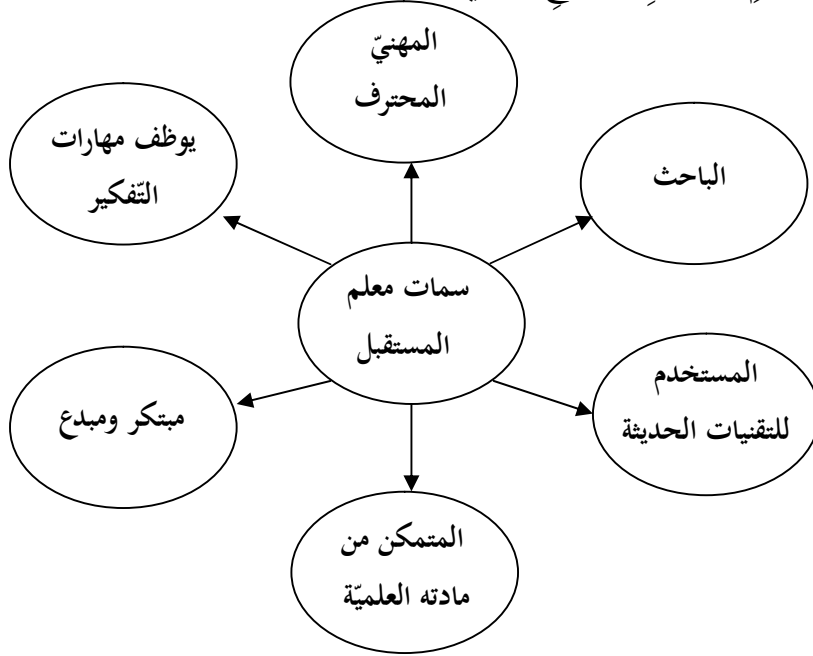 المهنيّ
المحترف
الباحث
يوظف مهارات
التّفكير
سمات معلم
المستقبل
المستخدم
للتقنيات الحديثة
مبتكر ومبدع
المتمكن من
مادته العلميّة